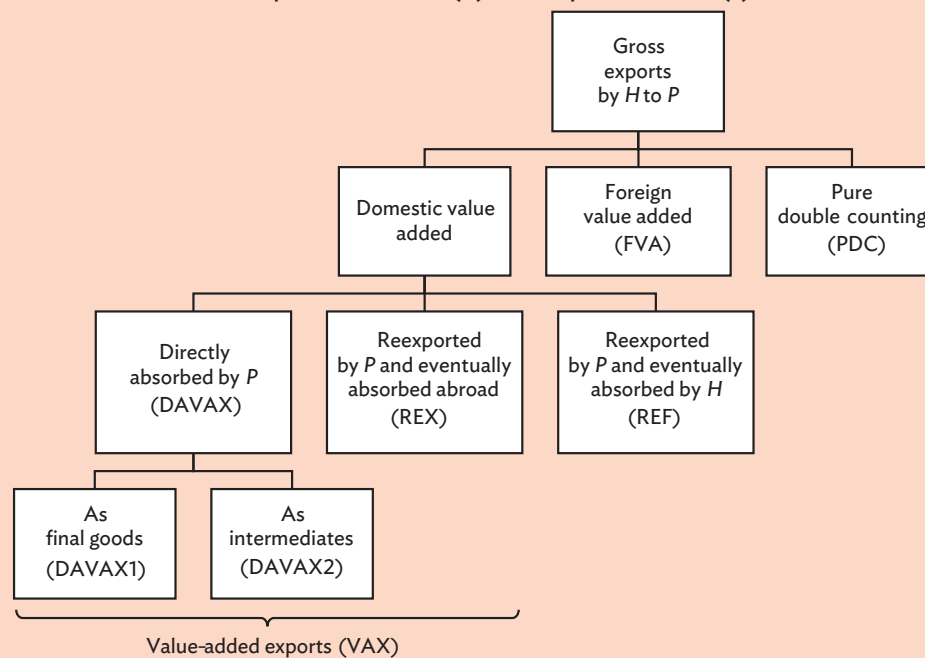 Gross
exports
by H to P
Domestic value
added
Foreign
value added
(FVA)
Pure
double counting
(PDC)
Directly
absorbed by P
(DAVAX)
Reexported
by P and eventually
absorbed abroad
(REX)
Reexported
by P and eventually
absorbed by H
(REF)
As
final goods
(DAVAX1)
As
intermediates
(DAVAX2)
Value-added exports (VAX)